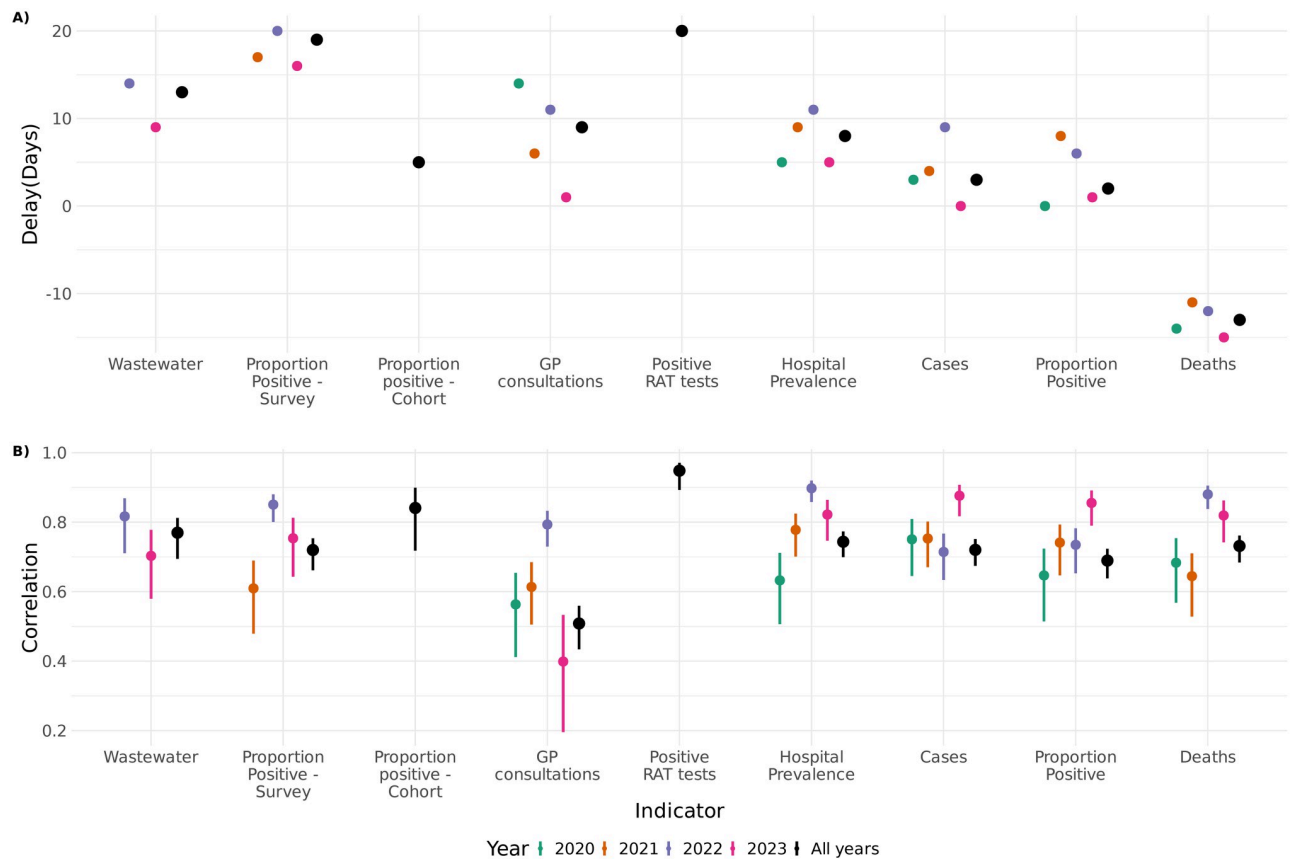 A)
20
10
0
-10
Delay(Days)
Wastewater
Proportion
Positive -
Survey
Proportion
positive -
Cohort
GP
consultations
Positive
RAT tests
Hospital
Prevalence
Cases
Proportion
Positive
Deaths
B)
1.0
0.8
0.6
0.4
0.2
Correlation
Wastewater
Proportion
Positive -
Survey
Proportion
positive -
Cohort
GP
consultations
Positive
RAT tests
Hospital
Prevalence
Cases
Proportion
Positive
Deaths
Indicator
Year 2020 2021 2022 2023 All years